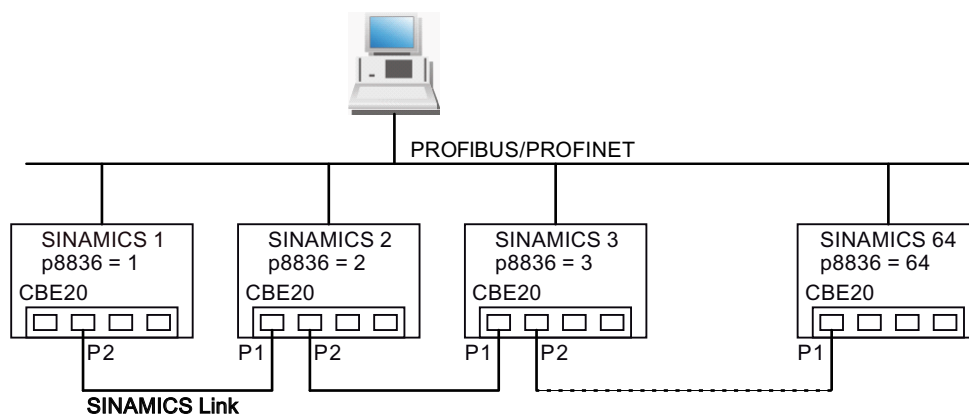 PROFIBUS/PROFINET
SINAMICS 1
p8836 = 1
CBE20
P2
SINAMICS 2
p8836 = 2
CBE20
P1
P2
SINAMICS 3
p8836 = 3
CBE20
P1
P2
SINAMICS 64
p8836 = 64
CBE20
P1
SINAMICS Link